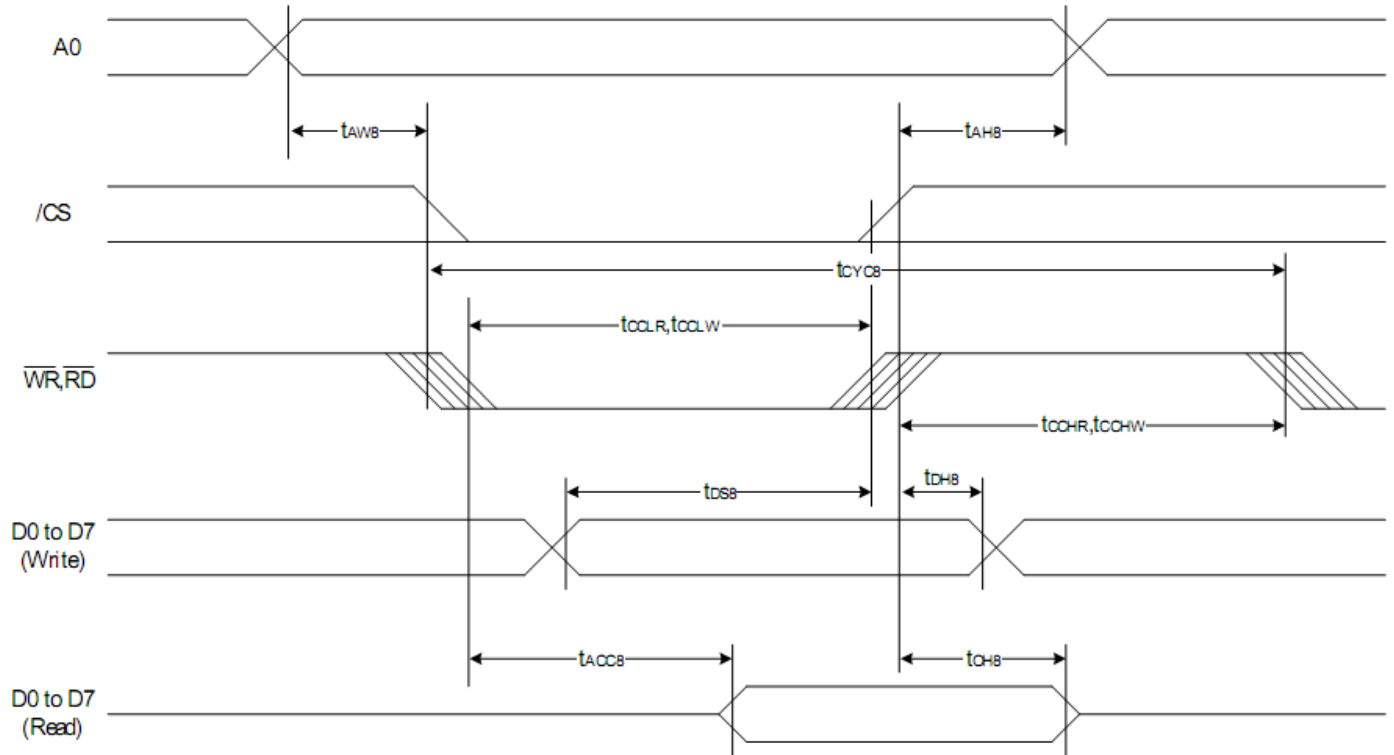 A0
tAW8
tAH8
/CS
tCYC8
tCCLR,tCCLW
WR,RD
tCCHR,tCCHW
tDS8
tDH8
D0 to D7
(Write)
tACC8
tOH8
D0 to D7
(Read)